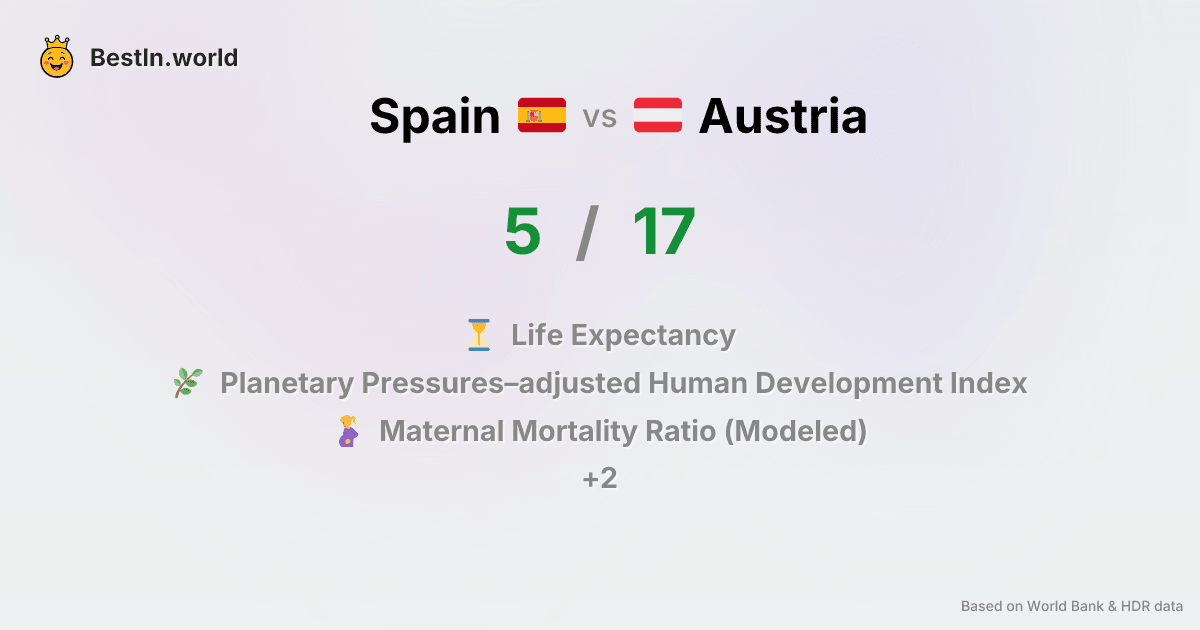 BestIn.world
Spain vs Austria
5 / 17
Life Expectancy
Planetary Pressures–adjusted Human Development Index
Maternal Mortality Ratio (Modeled)
+2
Based on World Bank & HDR data